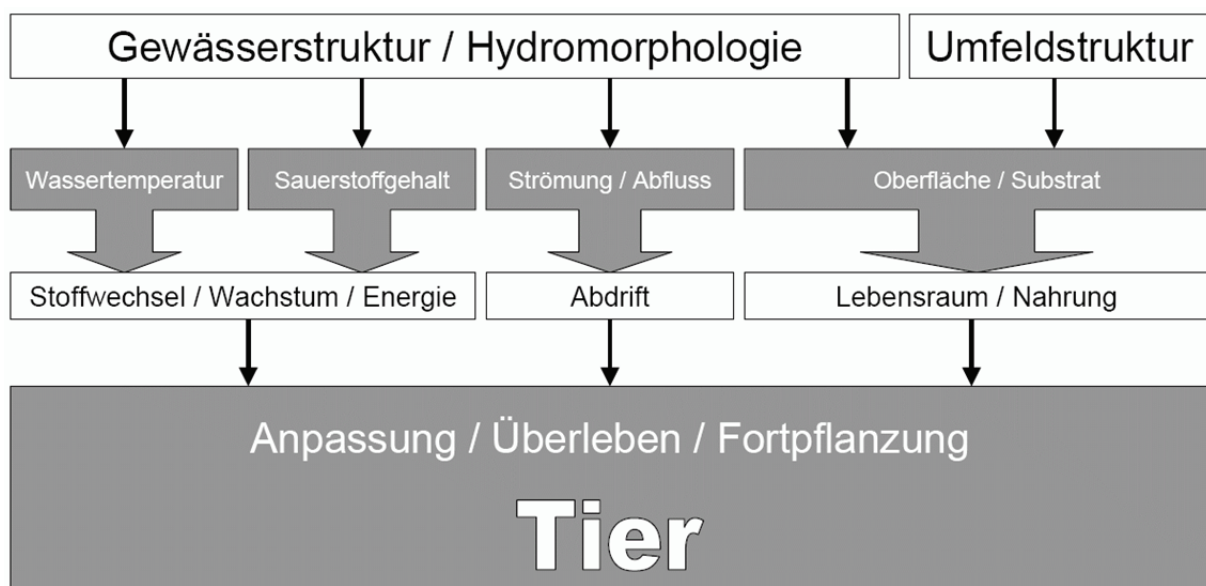 Gewässerstruktur / Hydromorphologie
Umfeldstruktur
Wassertemperatur
Sauerstoffgehalt
Strömung / Abfluss
Oberfläche / Substrat
Stoffwechsel / Wachstum / Energie
Abdrift
Lebensraum / Nahrung
Anpassung / Überleben / Fortpflanzung
Tier